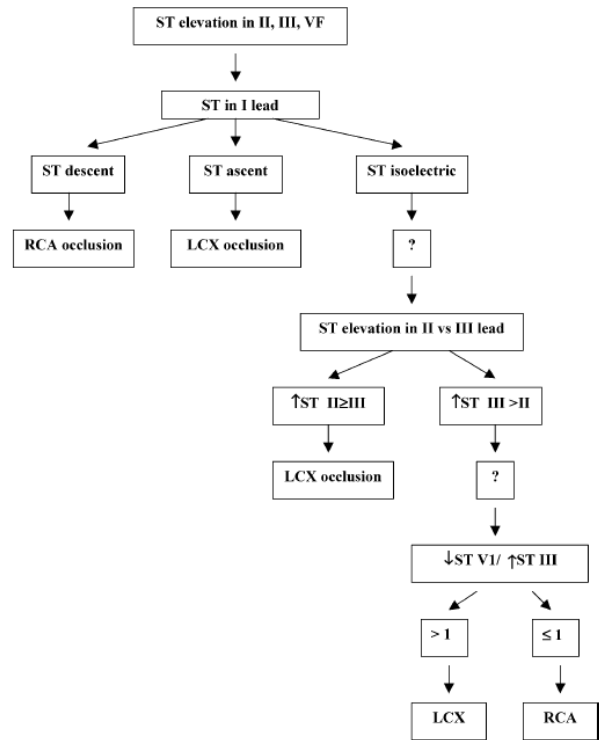 ST elevation in II, III, VF
ST in I lead
ST descent
ST ascent
ST isoelectric
RCA occlusion
LCX occlusion
?
ST elevation in II vs III lead
↑ST II≥III
↑ST III >II
LCX occlusion
?
↓ST V1/ ↑ST III
> 1
≤ 1
LCX
RCA